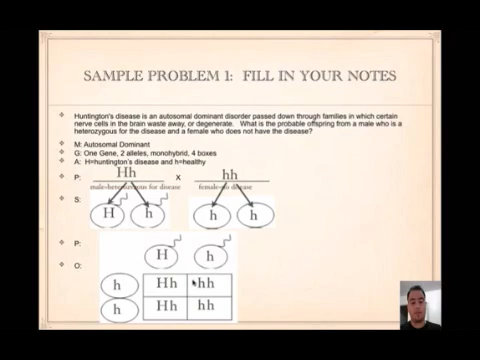 SAMPLE PROBLEM 1: FILL IN YOUR NOTES
Huntington's disease is an autosomal dominant disorder passed down through families in which certain
nerve cells in the brain waste away, or degenerate. What is the probable offspring from a male who is a
heterozygous for the disease and a female who does not have the disease?
M: Autosomal Dominant
G: One Gene, 2 alleles, monohybrid, 4 boxes
A: H=huntington's disease and h=healthy
P: Hh X hh
male=heterozygous for disease female=no disease
S: H h h h
P: H h
O: h Hh hh
h Hh hh